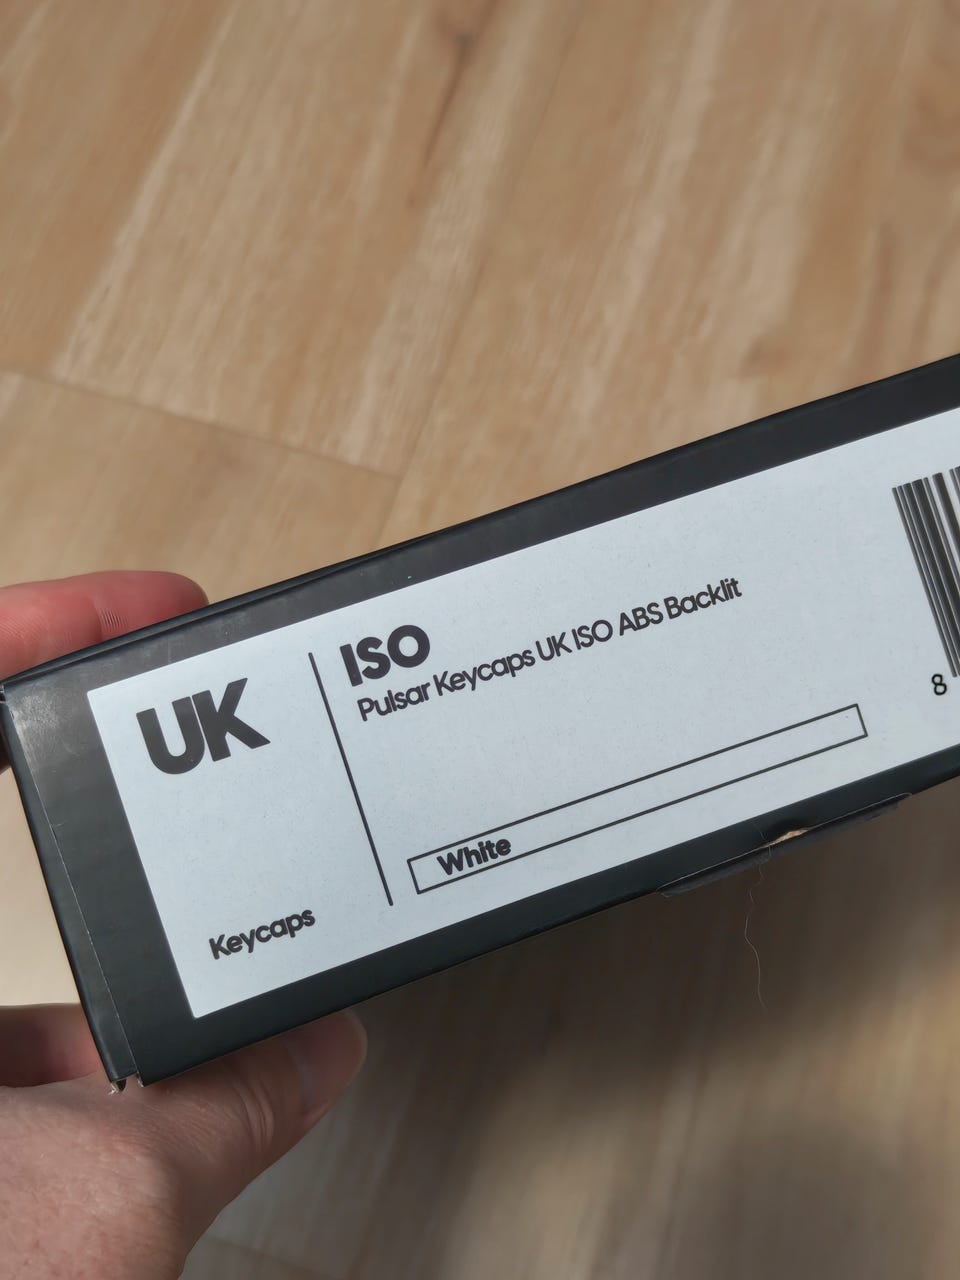 UK
Keycaps
ISO
Pulsar Keycaps UK ISO ABS Backlit
White
8